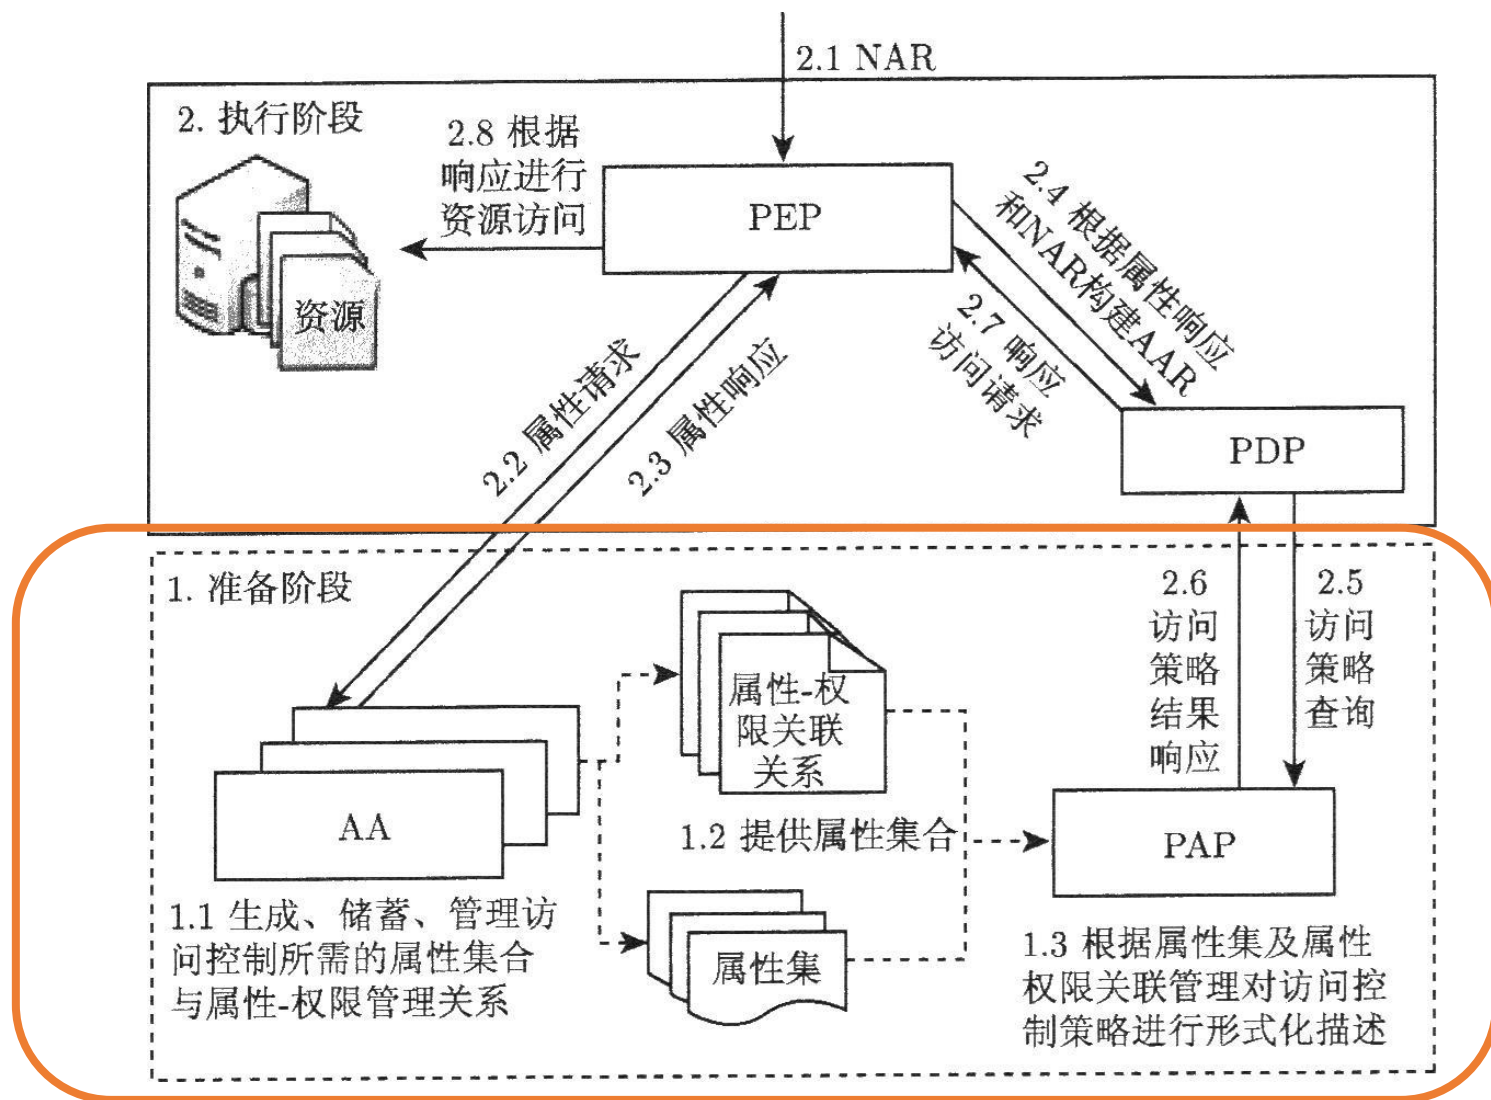 2.1 NAR
2. 执行阶段
2.8 根据
响应进行
资源访问
PEP
2.4 根据属性响应
和NAR构建AAR
2.7 响应
访问请求
资源
2.2 属性请求
2.3 属性响应
PDP
1. 准备阶段
2.6
访问
策略
结果
响应
2.5
访问
策略
查询
属性-权
限关联
关系
AA
1.2 提供属性集合
PAP
1.1 生成、储蓄、管理访
问控制所需的属性集合
与属性-权限管理关系
属性集
1.3 根据属性集及属性
权限关联管理对访问控
制策略进行形式化描述